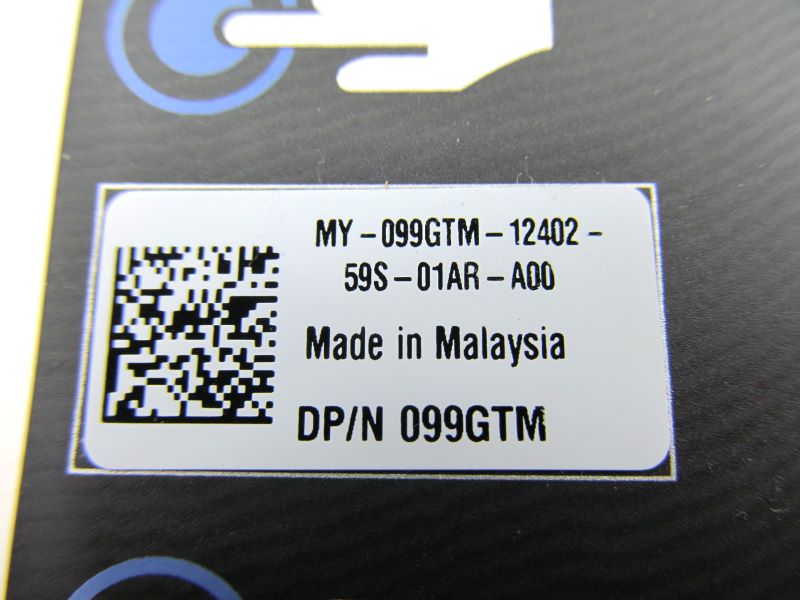 MY-099GTM-12402-
59S-01AR-A00
Made in Malaysia
DP/N 099GTM